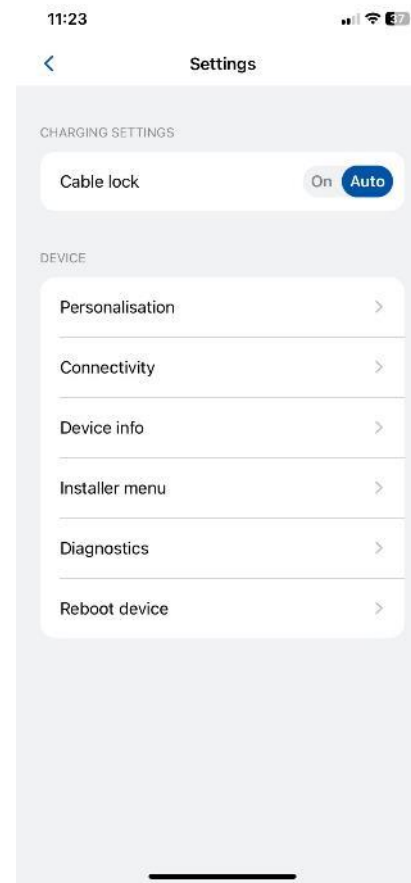 11:23
37
Settings
CHARGING SETTINGS
Cable lock
On Auto
DEVICE
Personalisation
Connectivity
Device info
Installer menu
Diagnostics
Reboot device